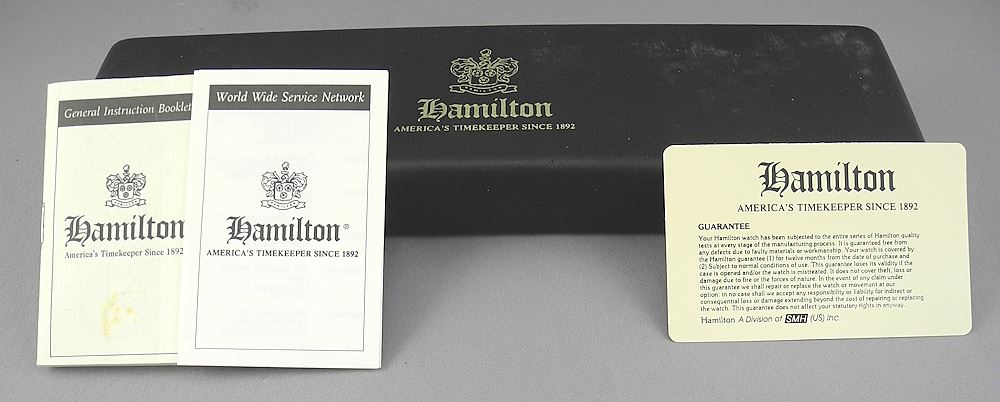 General Instruction Booklet
Hamilton
America's Timekeeper Since 1892
World Wide Service Network
Hamilton®
AMERICA'S TIMEKEEPER SINCE 1892
Hamilton
AMERICA'S TIMEKEEPER SINCE 1892
Hamilton
AMERICA'S TIMEKEEPER SINCE 1892
GUARANTEE
Your Hamilton watch has been subjected to the entire series of Hamilton quality
tests at every stage of the manufacturing process. It is guaranteed free from
any defects due to faulty materials or workmanship. Your watch is covered by
the Hamilton guarantee (1) for twelve months from the date of purchase and
(2) Subject to normal conditions of use. This guarantee loses its validity if the
case is opened and/or the watch is mistreated. It does not cover theft, loss or
damage due to fire or the forces of nature. In the event of any claim under
this guarantee we shall repair or replace the watch or movement at our
option: in no case shall we accept any responsibility or liability for indirect or
consequential loss or damage extending beyond the cost of repairing or replacing
the watch. This guarantee does not affect your statutory rights in anyway.
Hamilton A Division of SMH (US) Inc.